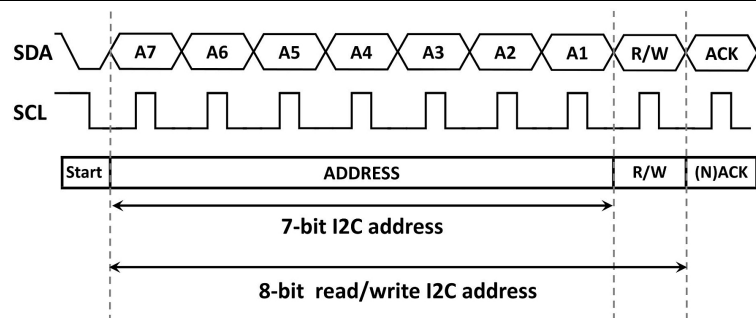 SDA A7 A6 A5 A4 A3 A2 A1 R/W ACK
SCL
Start ADDRESS R/W (N)ACK
7-bit I2C address
8-bit read/write I2C address